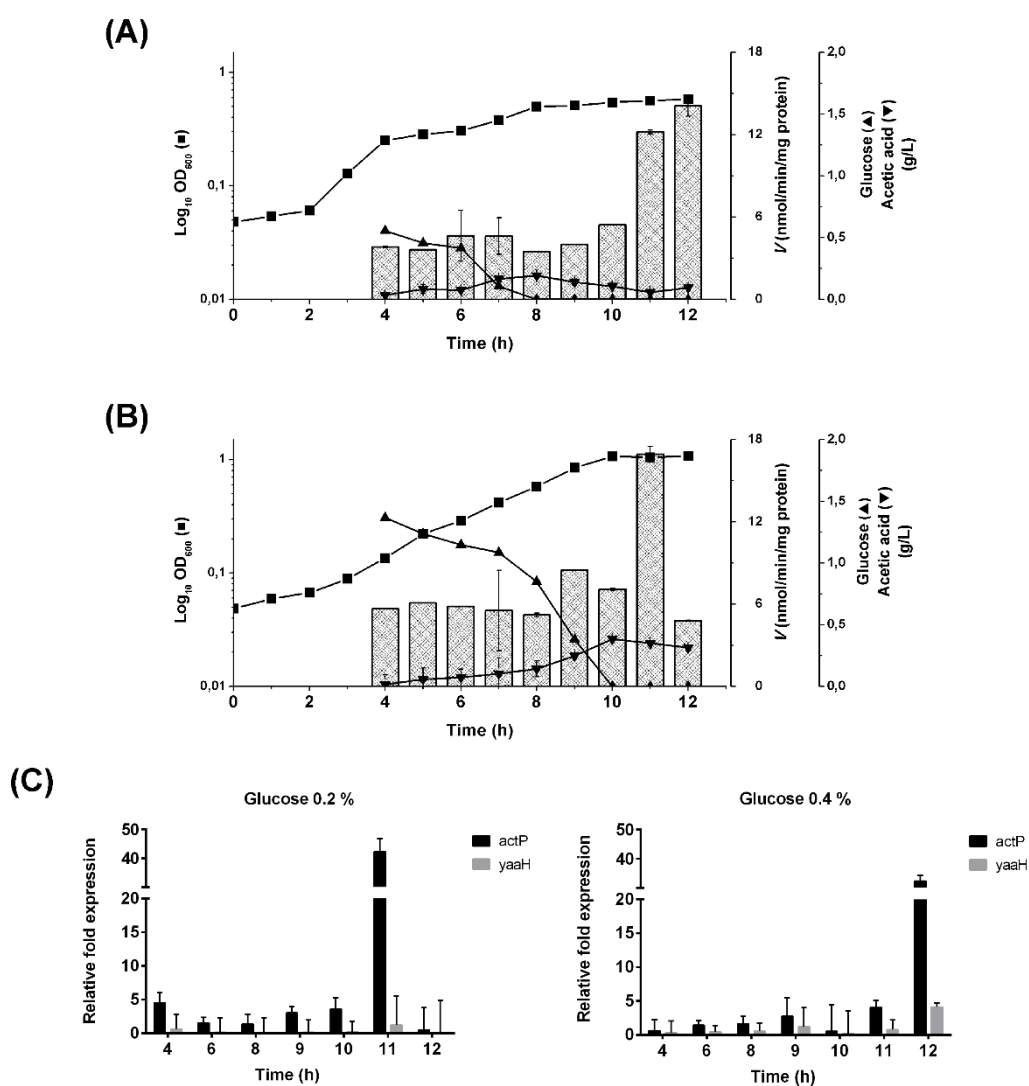 (A)
Log10 OD600 (■)
1
0,1
0,01
0 2 4 6 8 10 12
Time (h)
18
12
6
0
V (nmol/min/mg protein)
2,0
1,5
1,0
0,5
0,0
Glucose (▲)
Acetic acid (▼)
(g/L)
(B)
Log10 OD600 (■)
1
0,1
0,01
0 2 4 6 8 10 12
Time (h)
18
12
6
0
V (nmol/min/mg protein)
2,0
1,5
1,0
0,5
0,0
Glucose (▲)
Acetic acid (▼)
(g/L)
(C)
Glucose 0.2 %
Relative fold expression
50
40
20
15
10
5
0
4 6 8 9 10 11 12
Time (h)
actP
yaaH
Glucose 0.4 %
Relative fold expression
50
40
30
20
15
10
5
0
4 6 8 9 10 11 12
Time (h)
actP
yaaH